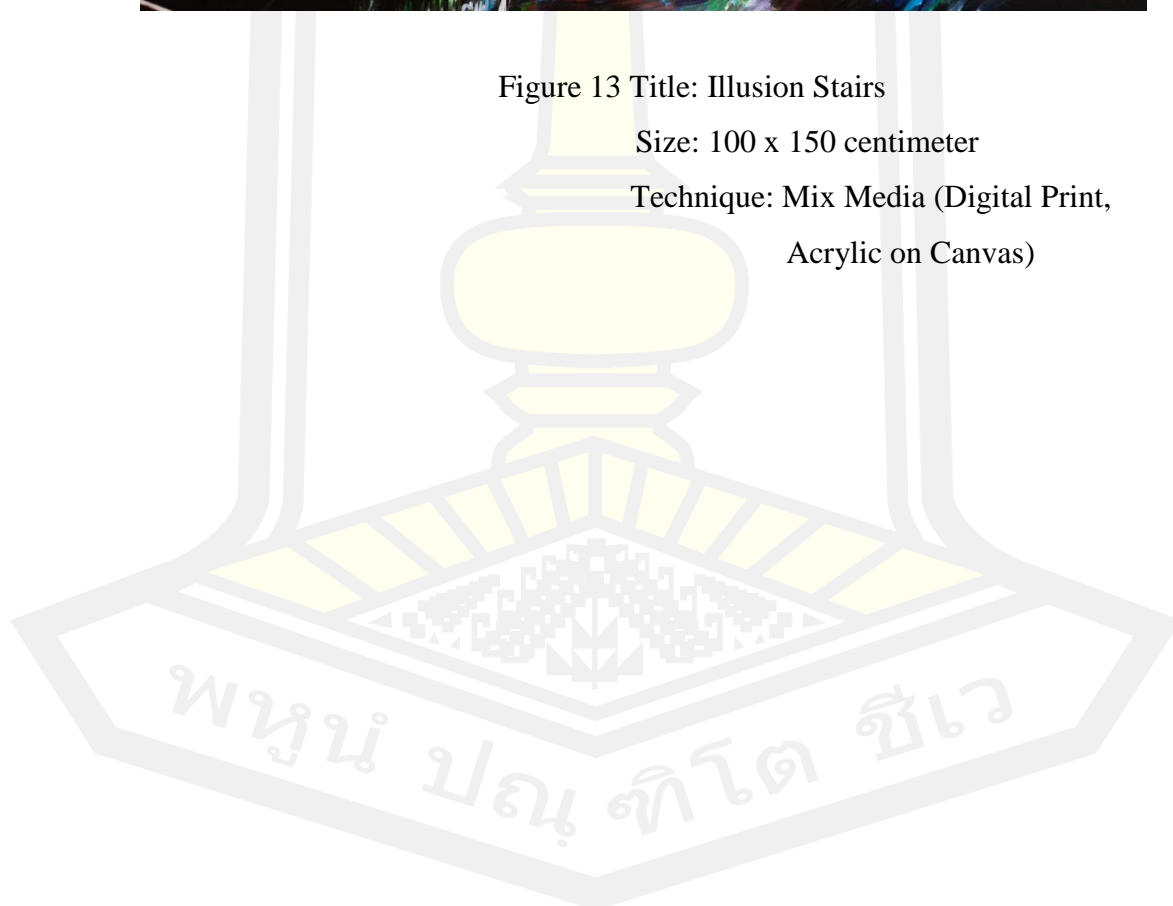 Figure 13 Title: Illusion Stairs
Size: 100 x 150 centimeter
Technique: Mix Media (Digital Print,
Acrylic on Canvas)
พหูนํ ปณฺฑิโต ชีเว